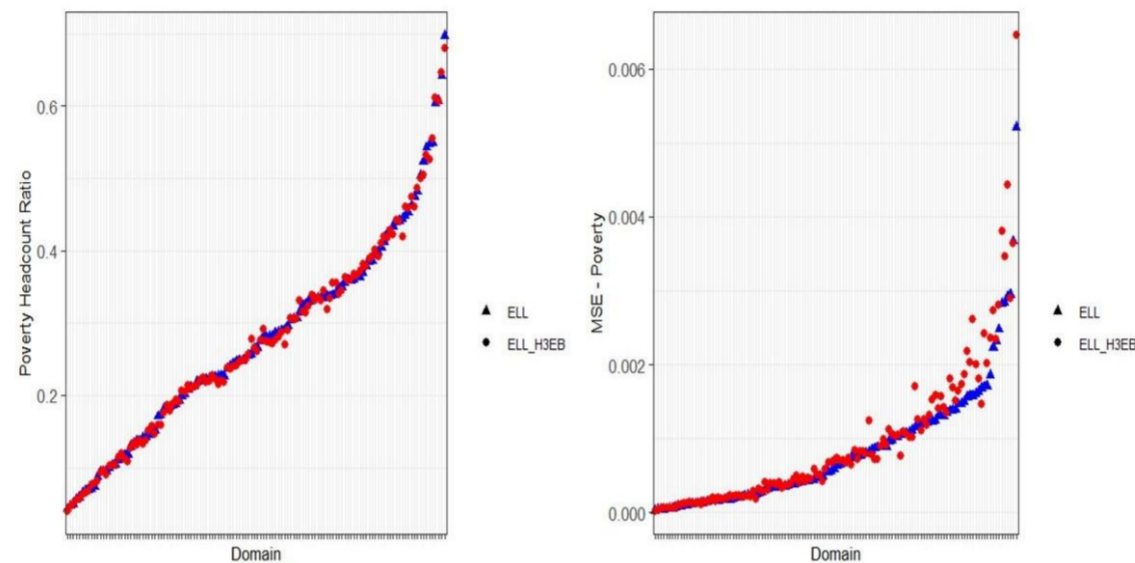 Poverty Headcount Ratio
0.6
0.4
0.2
Domain
ELL
ELL_H3EB
MSE - Poverty
0.006
0.004
0.002
0.000
Domain
ELL
ELL_H3EB